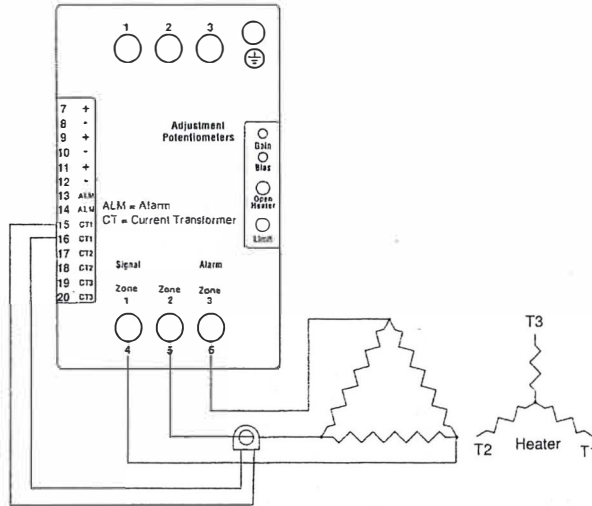 1 2 3
7 +
8 -
9 +
10 -
11 +
12 -
13 ALM
14 ALM
15 CT1
16 CT1
17 CT2
18 CT2
19 CT3
20 CT3
Adjustment
Potentiometers
Gain
Bias
Open
Heater
Limit
ALM = Alarm
CT = Current Transformer
Signal Alarm
Zone Zone Zone
1 2 3
4 5 6
T3
T2 Heater T1